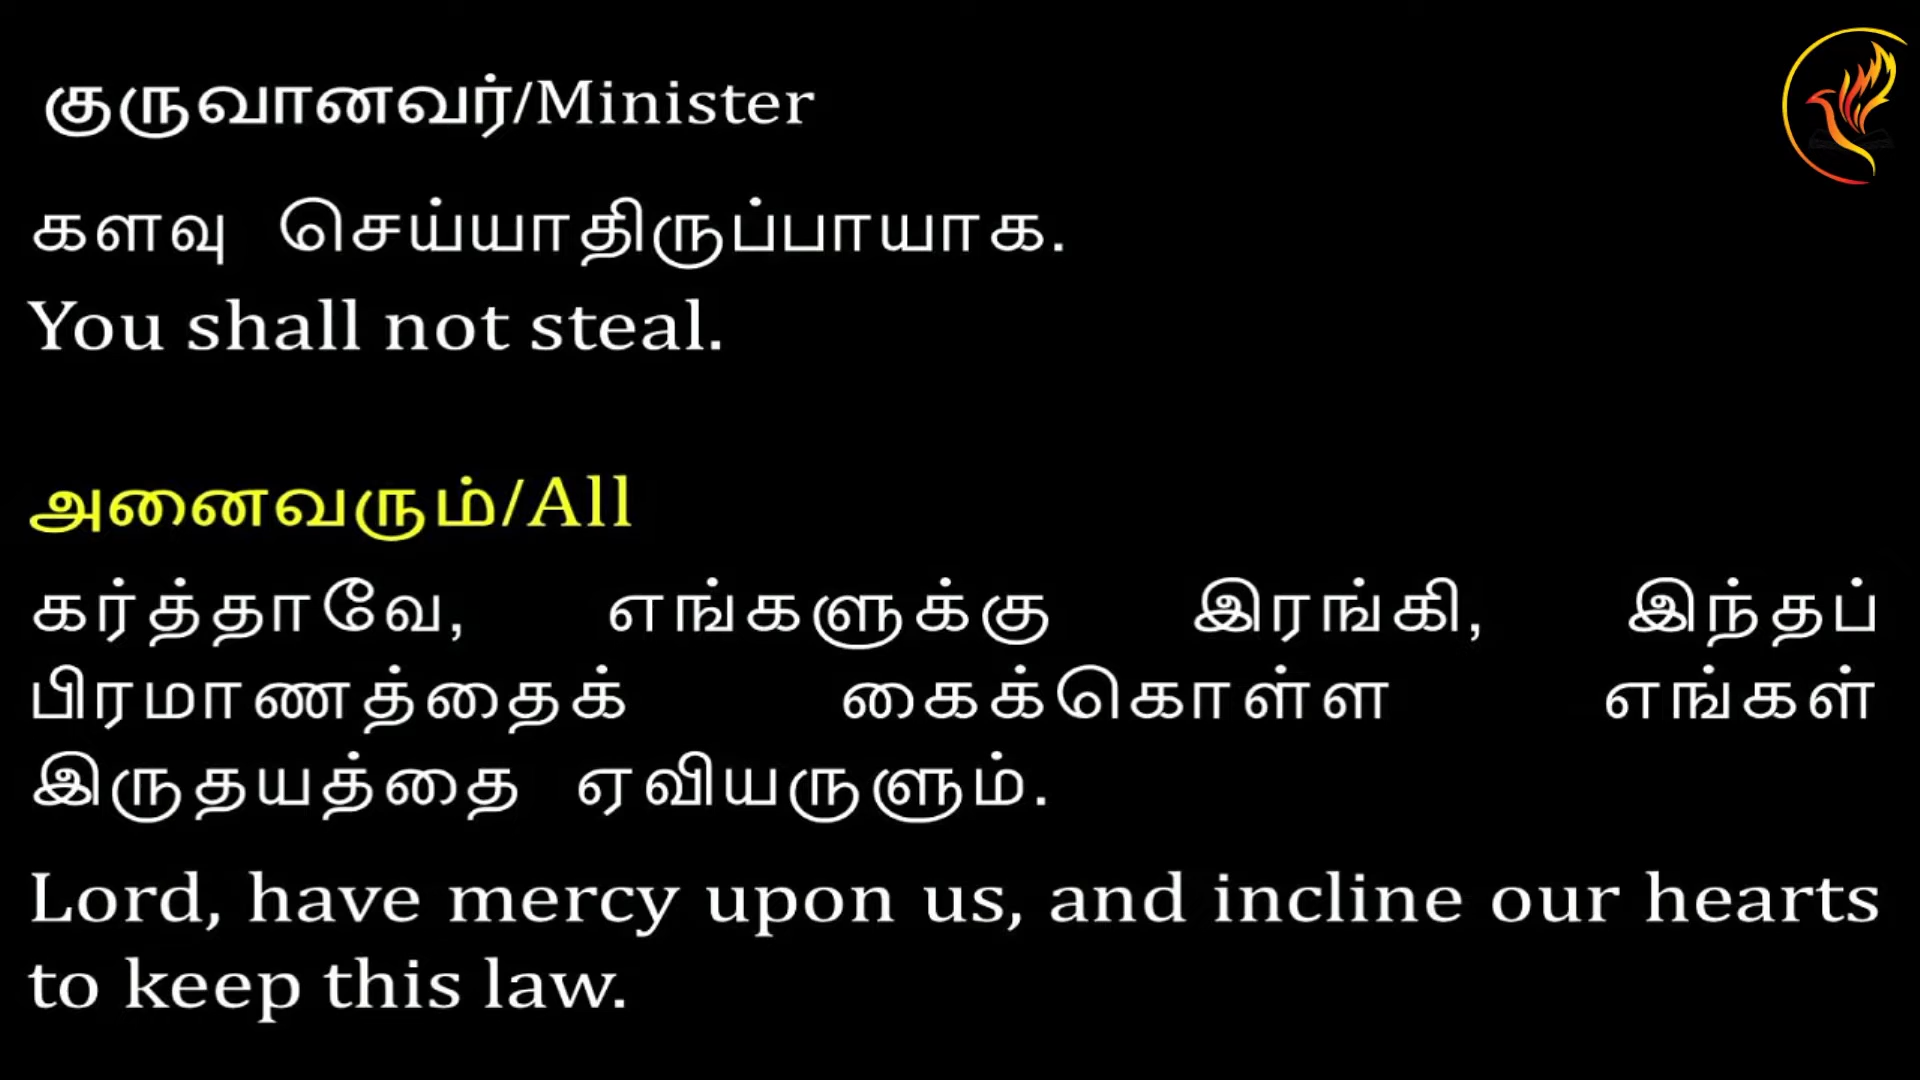 குருவானவர்/Minister
களவு செய்யாதிருப்பாயாக.
You shall not steal.
அனைவரும்/All
கர்த்தாவே, எங்களுக்கு இரங்கி, இந்தப்
பிரமாணத்தைக் கைக்கொள்ள எங்கள்
இருதயத்தை ஏவியருளும்.
Lord, have mercy upon us, and incline our hearts
to keep this law.